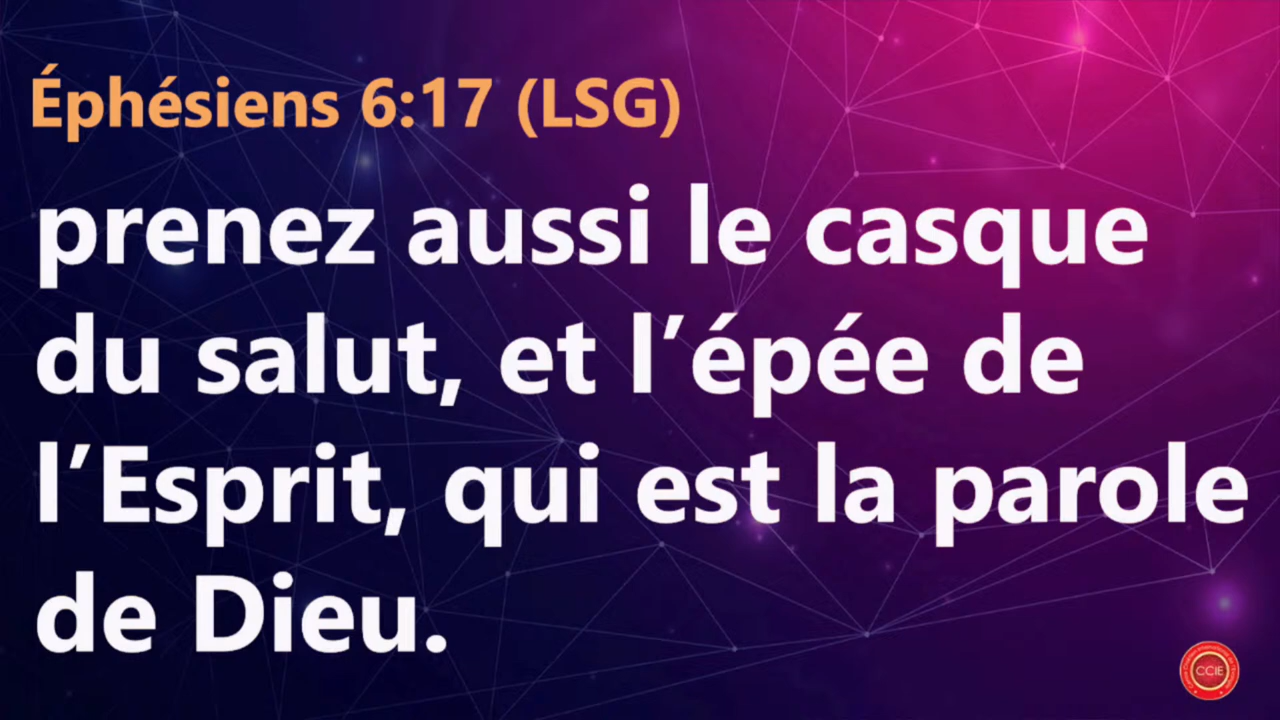 Éphésiens 6:17 (LSG)
prenez aussi le casque
du salut, et l’épée de
l’Esprit, qui est la parole
de Dieu.
CCIE